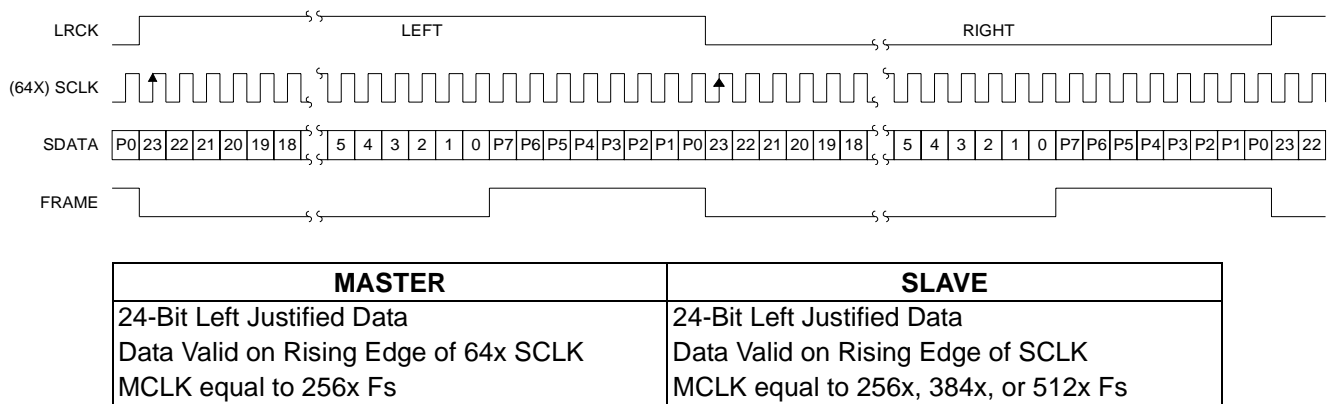 LRCK LEFT RIGHT
(64X) SCLK
SDATA P0 23 22 21 20 19 18 5 4 3 2 1 0 P7 P6 P5 P4 P3 P2 P1 P0 23 22 21 20 19 18 5 4 3 2 1 0 P7 P6 P5 P4 P3 P2 P1 P0 23 22
FRAME
MASTER SLAVE
24-Bit Left Justified Data 24-Bit Left Justified Data
Data Valid on Rising Edge of 64x SCLK Data Valid on Rising Edge of SCLK
MCLK equal to 256x Fs MCLK equal to 256x, 384x, or 512x Fs